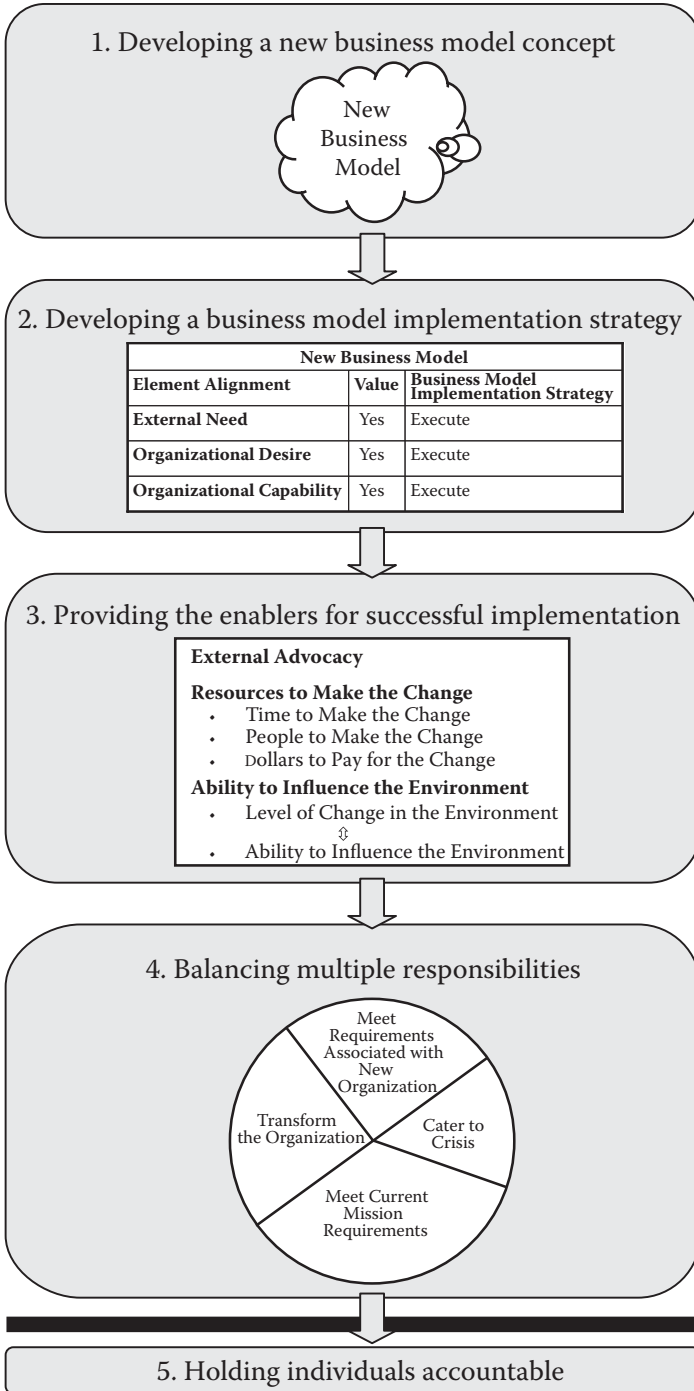 1. Developing a new business model concept
New
Business
Model
2. Developing a business model implementation strategy
New Business Model
Element Alignment Value Business Model
Implementation Strategy
External Need Yes Execute
Organizational Desire Yes Execute
Organizational Capability Yes Execute
3. Providing the enablers for successful implementation
External Advocacy
Resources to Make the Change
• Time to Make the Change
• People to Make the Change
• Dollars to Pay for the Change
Ability to Influence the Environment
• Level of Change in the Environment
⇕
• Ability to Influence the Environment
4. Balancing multiple responsibilities
Meet
Requirements
Associated with
New
Organization
Transform
the Organization
Cater to
Crisis
Meet Current
Mission
Requirements
5. Holding individuals accountable